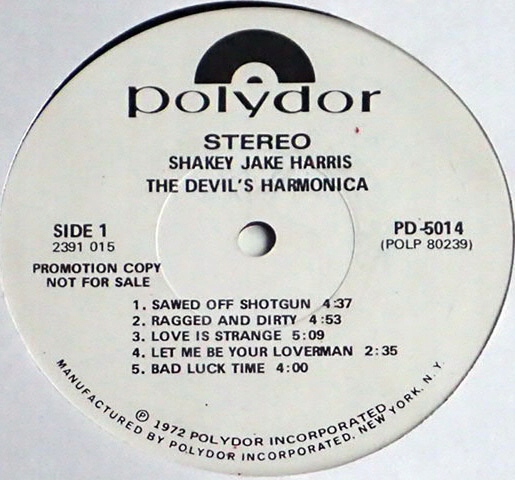 polydor
STEREO
SHAKEY JAKE HARRIS
THE DEVIL'S HARMONICA
SIDE 1
2391 015
PD-5014
(POLP 80239)
PROMOTION COPY
NOT FOR SALE
1. SAWED OFF SHOTGUN 4:37
2. RAGGED AND DIRTY 4:53
3. LOVE IS STRANGE 5:09
4. LET ME BE YOUR LOVERMAN 2:35
5. BAD LUCK TIME 4:00
℗ 1972 POLYDOR INCORPORATED
MANUFACTURED BY POLYDOR INCORPORATED, NEW YORK, N.Y.